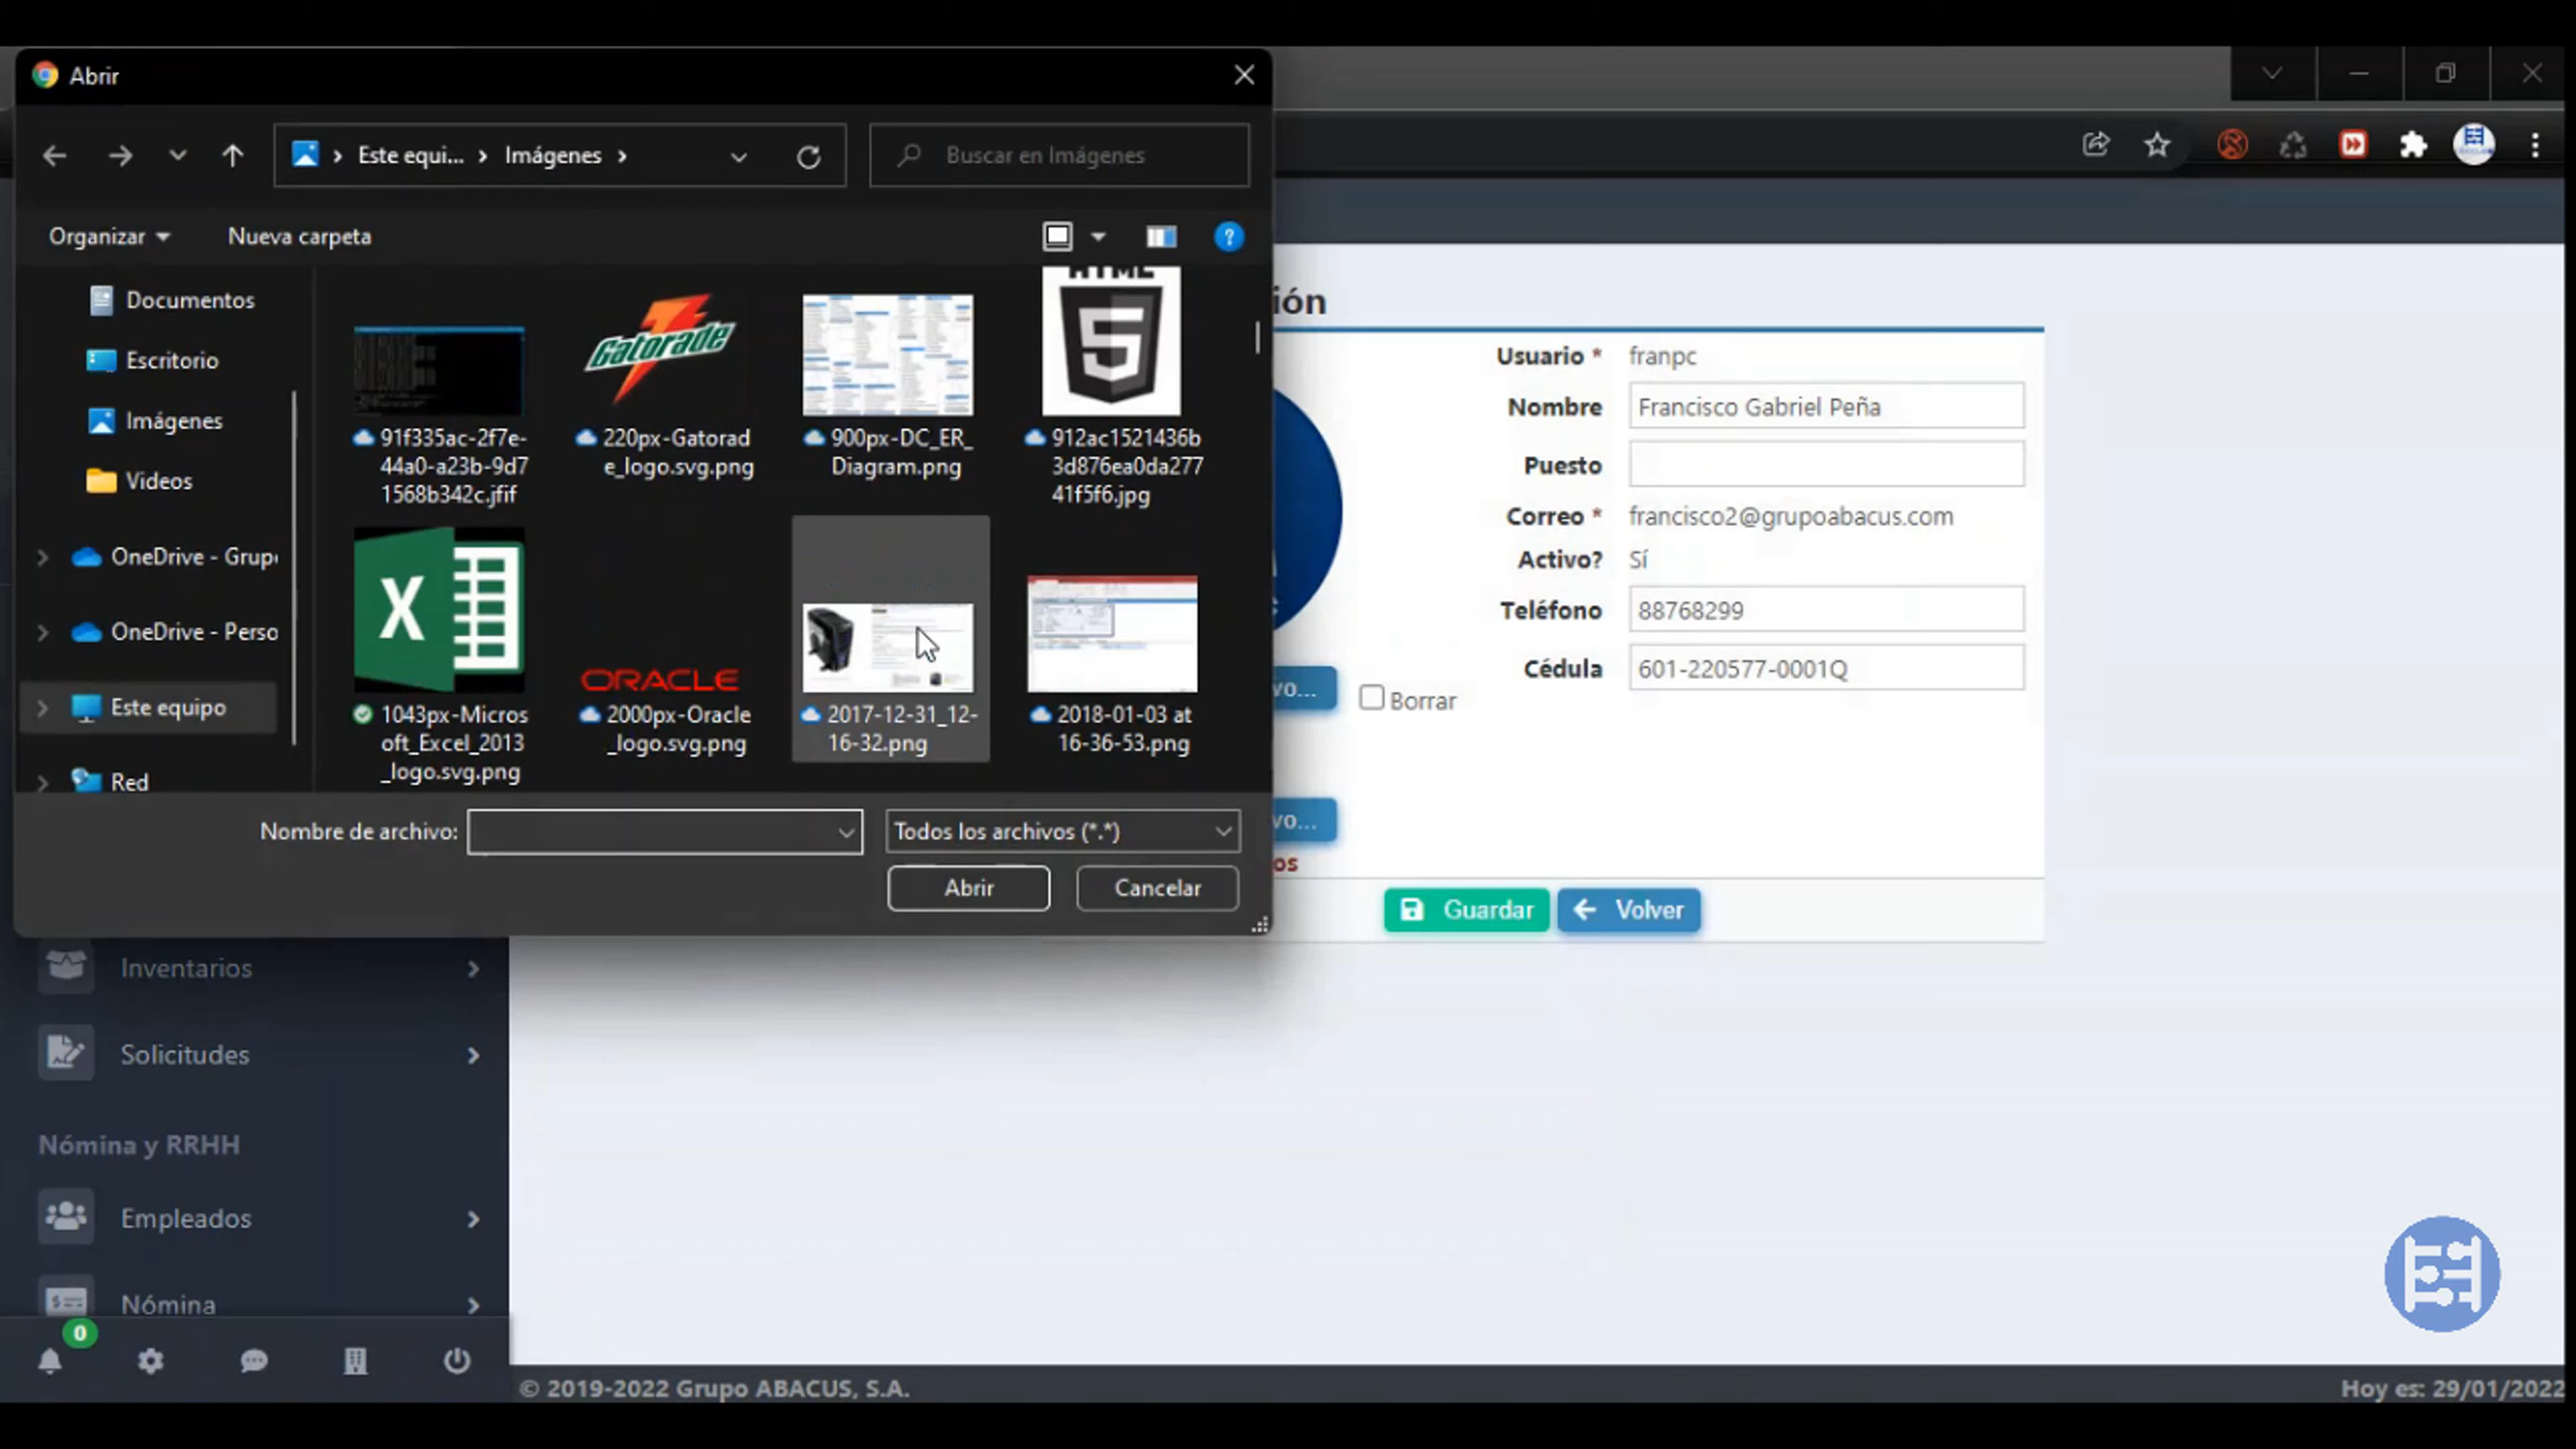 Abrir
Este equi...
Imágenes
Buscar en Imágenes
Organizar
Nueva carpeta
Documentos
Escritorio
Imágenes
Videos
OneDrive - Grup
OneDrive - Perso
Este equipo
Red
Gatorade
HTML
5
91f335ac-2f7e-
44a0-a23b-9d7
1568b342c.jfif
220px-Gatorad
e_logo.svg.png
900px-DC_ER_
Diagram.png
912ac1521436b
3d876ea0da277
41f5f6.jpg
X
ORACLE
1043px-Micros
oft_Excel_2013
_logo.svg.png
2000px-Oracle
_logo.svg.png
2017-12-31_12-
16-32.png
2018-01-03 at
16-36-53.png
Nombre de archivo:
Todos los archivos (*.*)
Abrir
Cancelar
ión
Usuario * franpc
Nombre Francisco Gabriel Peña
Puesto
Correo * francisco2@grupoabacus.com
Activo? Sí
Teléfono 88768299
Cédula 601-220577-0001Q
vo...
Borrar
vo...
os
Guardar
Volver
Inventarios
Solicitudes
Nómina y RRHH
Empleados
Nómina
0
© 2019-2022 Grupo ABACUS, S.A.
Hoy es: 29/01/2022